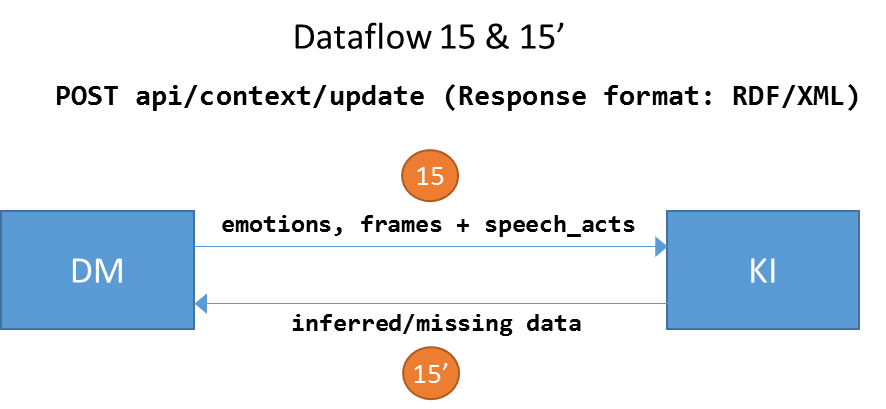 Dataflow 15 & 15’
POST api/context/update (Response format: RDF/XML)
15
emotions, frames + speech_acts
DM
KI
inferred/missing data
15’